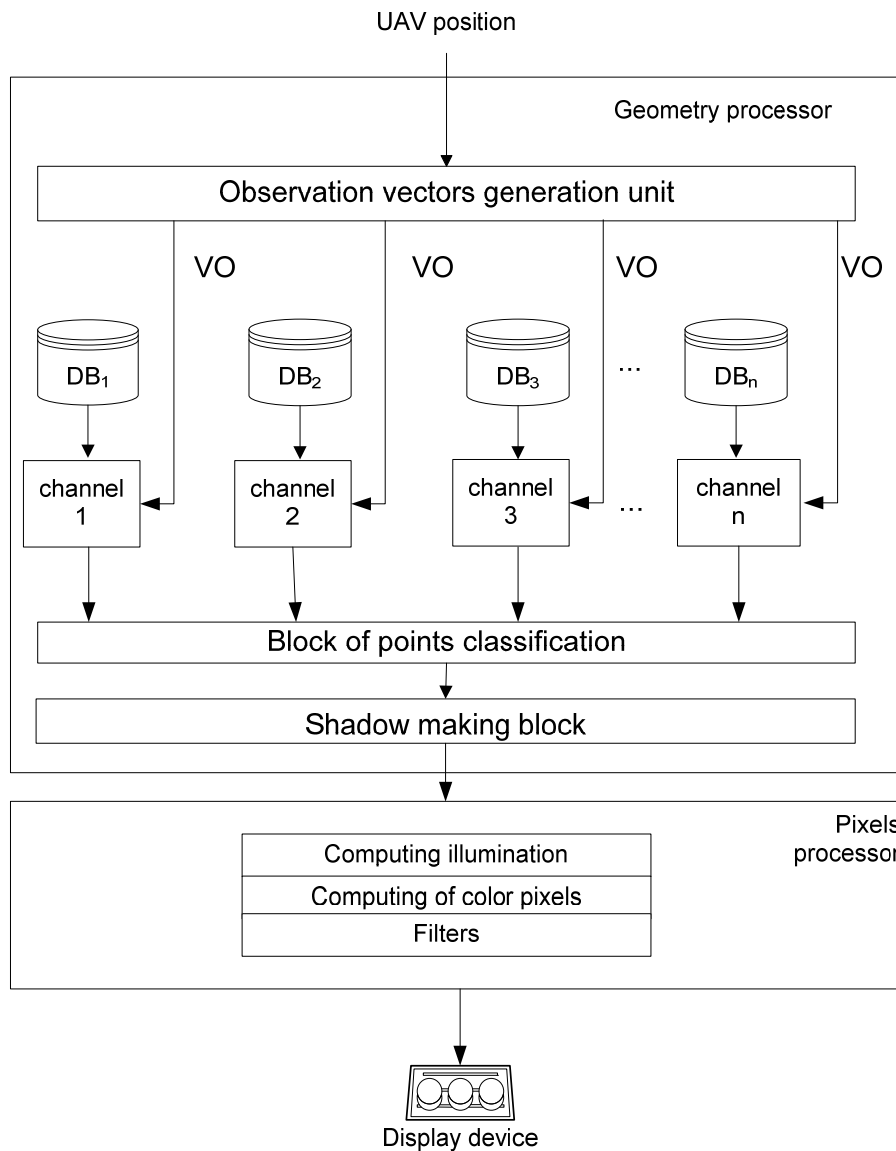 UAV position
Geometry processor
Observation vectors generation unit
VO VO VO VO
DB1 DB2 DB3 ... DBn
channel 1 channel 2 channel 3 ... channel n
Block of points classification
Shadow making block
Pixels
processor
Computing illumination
Computing of color pixels
Filters
Display device